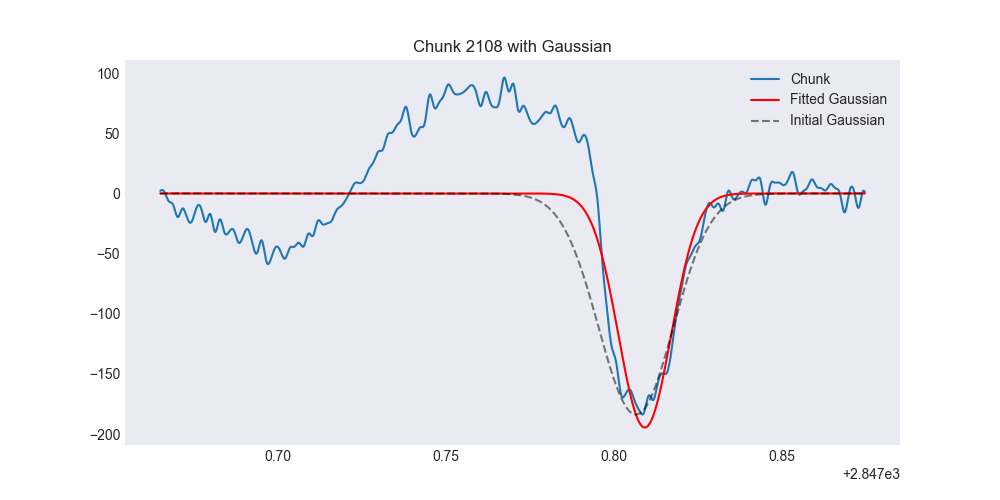 Chunk 2108 with Gaussian
Chunk
Fitted Gaussian
Initial Gaussian
100
50
0
−50
−100
−150
−200
0.70 0.75 0.80 0.85
+2.847e3